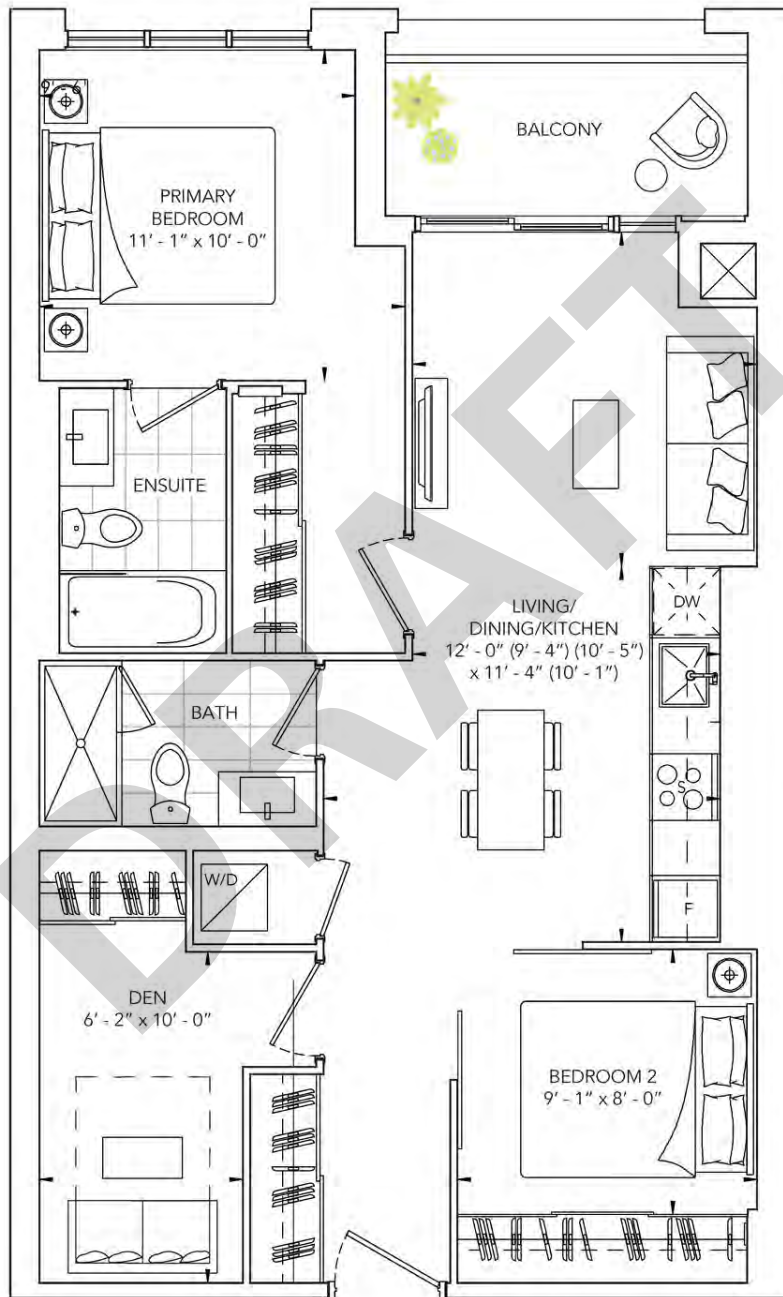 BALCONY
PRIMARY
BEDROOM
11' - 1" x 10' - 0"
ENSUITE
DW
LIVING/
DINING/KITCHEN
12' - 0" (9' - 4") (10' - 5")
x 11' - 4" (10' - 1")
BATH
S
W/D
F
DEN
6' - 2" x 10' - 0"
BEDROOM 2
9' - 1" x 8' - 0"
DRAFT